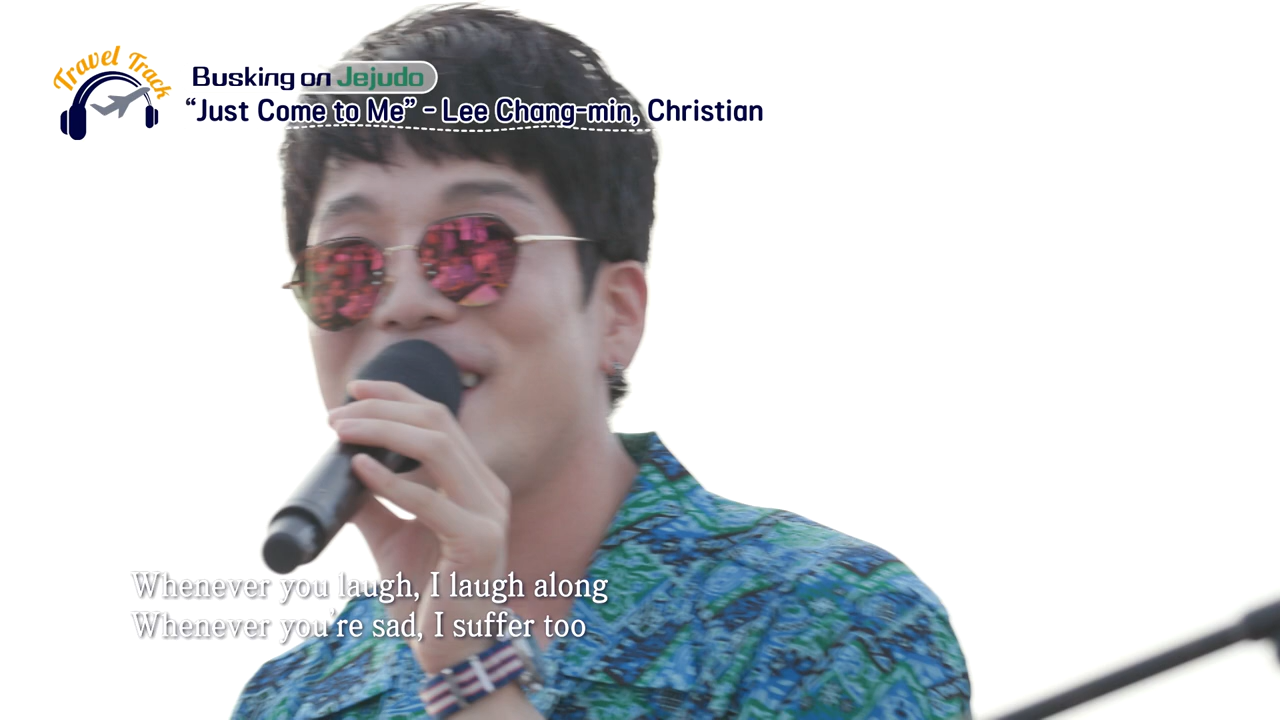 Travel Track
Busking on Jejudo
“Just Come to Me” - Lee Chang-min, Christian
Whenever you laugh, I laugh along
Whenever you're sad, I suffer too